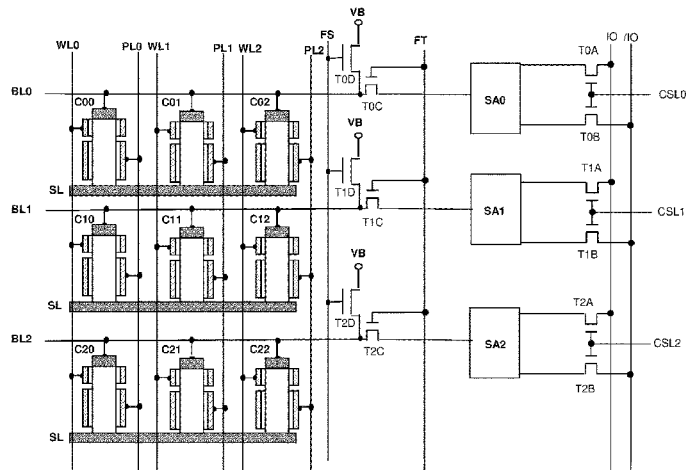 WL0 PL0 WL1 PL1 WL2 PL2 FS VB FT IO /IO
T0A
T0D
BL0 C00 C01 C02 T0C SA0 CSL0
T0B
VB
T1A
SL T1D
BL1 C10 C11 C12 T1C SA1 CSL1
T1B
VB
T2A
SL T2D
BL2 C20 C21 C22 T2C SA2 CSL2
T2B
SL